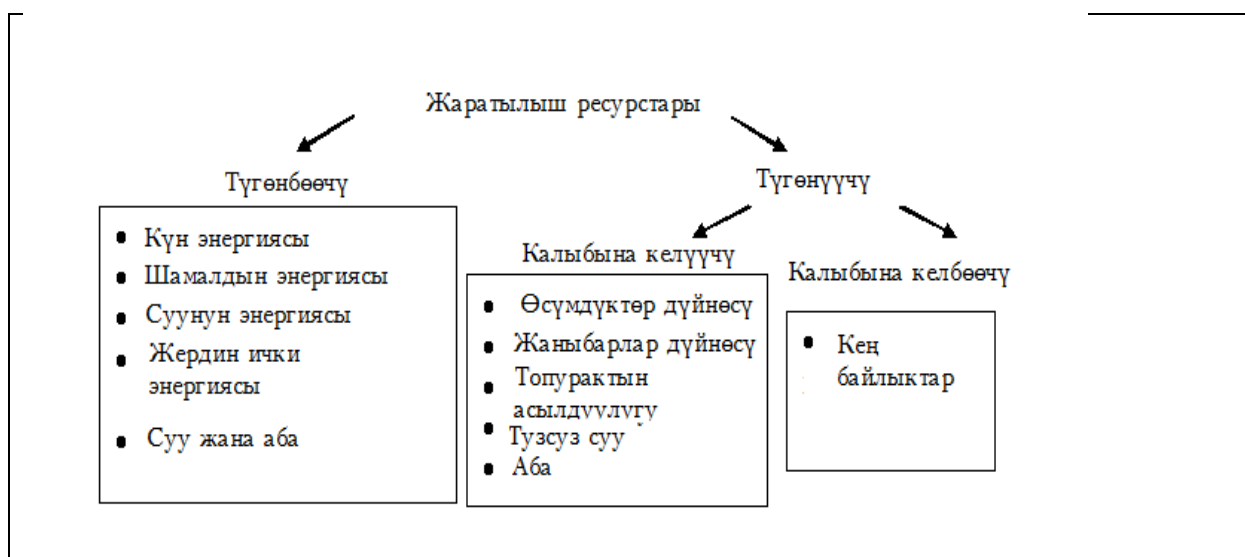 Жаратылыш ресурстары
Түгөнбөөчү
Түгөнүүчү
• Күн энергиясы
• Шамалдын энергиясы
• Суунун энергиясы
• Жердин ички
энергиясы
• Суу жана аба
Калыбына келүүчү
• Өсүмдүктөр дүйнөсү
• Жаныбарлар дүйнөсү
• Топурактын
асылдуулугу
• Тузсуз суу
• Аба
Калыбына келбөөчү
• Кең
байлыктар